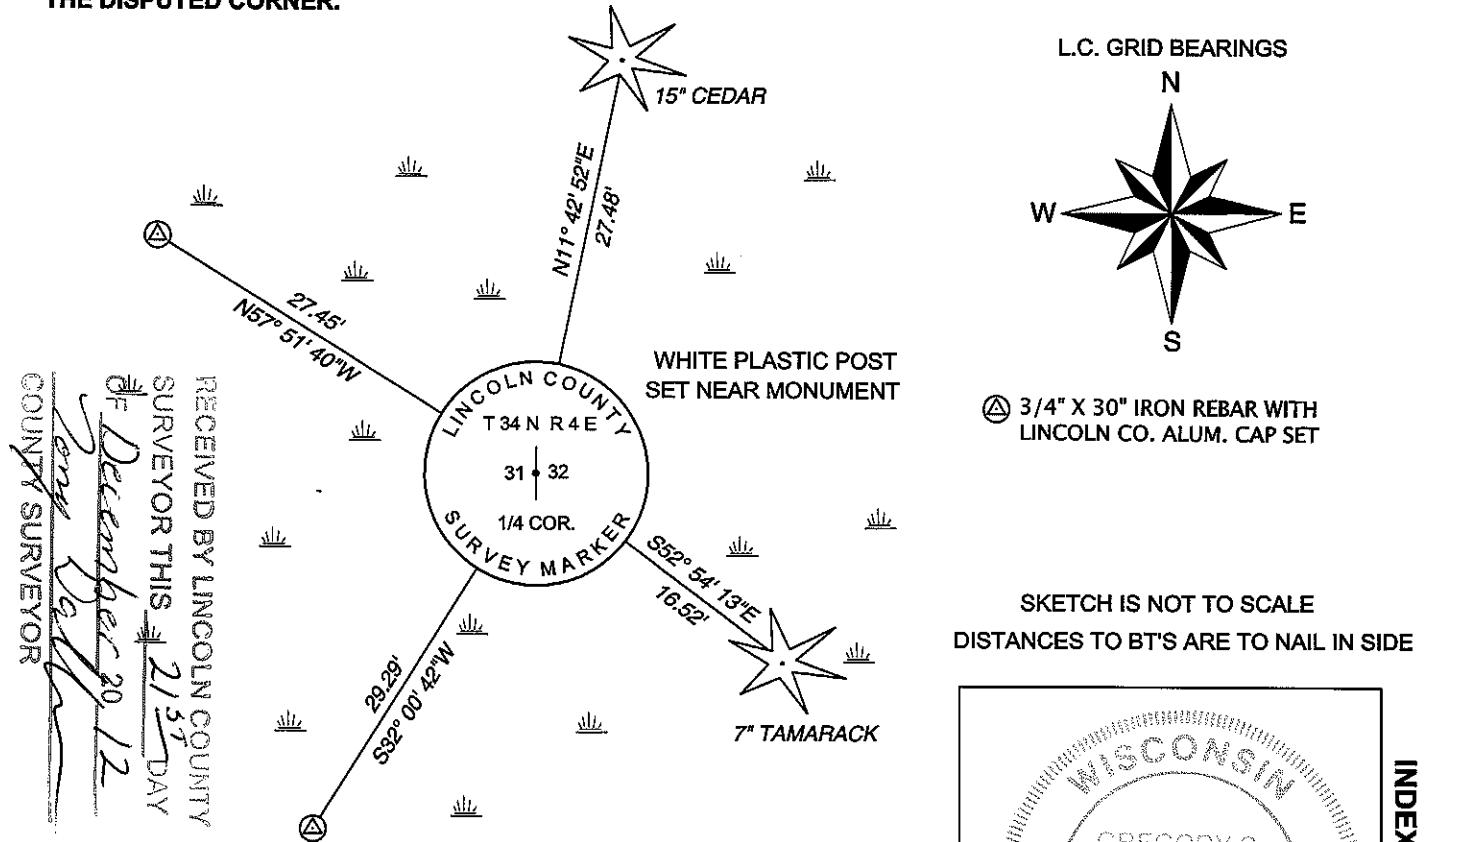 THE DISPUTED CORNER.
15" CEDAR
N11° 42' 52"E
27.48'
27.45'
N57° 51' 40"W
WHITE PLASTIC POST
SET NEAR MONUMENT
LINCOLN COUNTY
T 34 N R 4 E
31 32
1/4 COR.
SURVEY MARKER
S52° 54' 13"E
16.52'
7" TAMARACK
29.29'
S32° 00' 42"W
L.C. GRID BEARINGS
N
W E
S
3/4" X 30" IRON REBAR WITH
LINCOLN CO. ALUM. CAP SET
SKETCH IS NOT TO SCALE
DISTANCES TO BT'S ARE TO NAIL IN SIDE
RECEIVED BY LINCOLN COUNTY
SURVEYOR THIS 21ST DAY
OF December 20 12
COUNTY SURVEYOR
WISCONSIN
GREGORY
INDEX